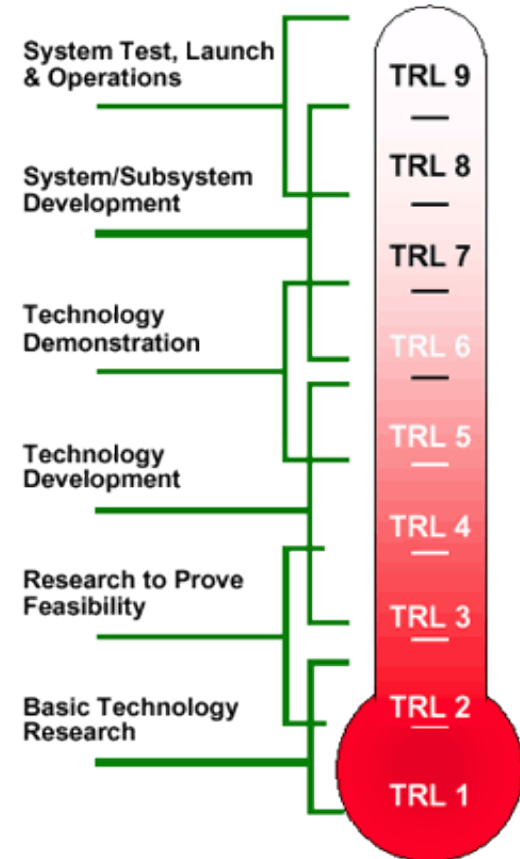 System Test, Launch
& Operations
System/Subsystem
Development
Technology
Demonstration
Technology
Development
Research to Prove
Feasibility
Basic Technology
Research
TRL 9
TRL 8
TRL 7
TRL 6
TRL 5
TRL 4
TRL 3
TRL 2
TRL 1